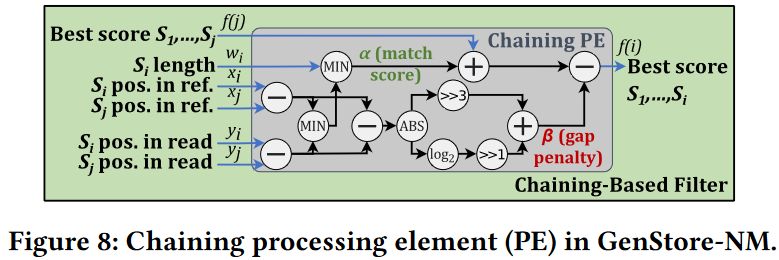 Best score S₁,...,Sⱼ f(j)
Chaining PE
f(i)
Sᵢ length wᵢ
MIN
α (match
score)
+
−
Best score
S₁,...,Sᵢ
Sᵢ pos. in ref. xᵢ
Sⱼ pos. in ref. xⱼ
−
>>3
MIN
−
ABS
+
Sᵢ pos. in read yᵢ
Sⱼ pos. in read yⱼ
−
log₂
>>1
β (gap
penalty)
Chaining-Based Filter
Figure 8: Chaining processing element (PE) in GenStore-NM.